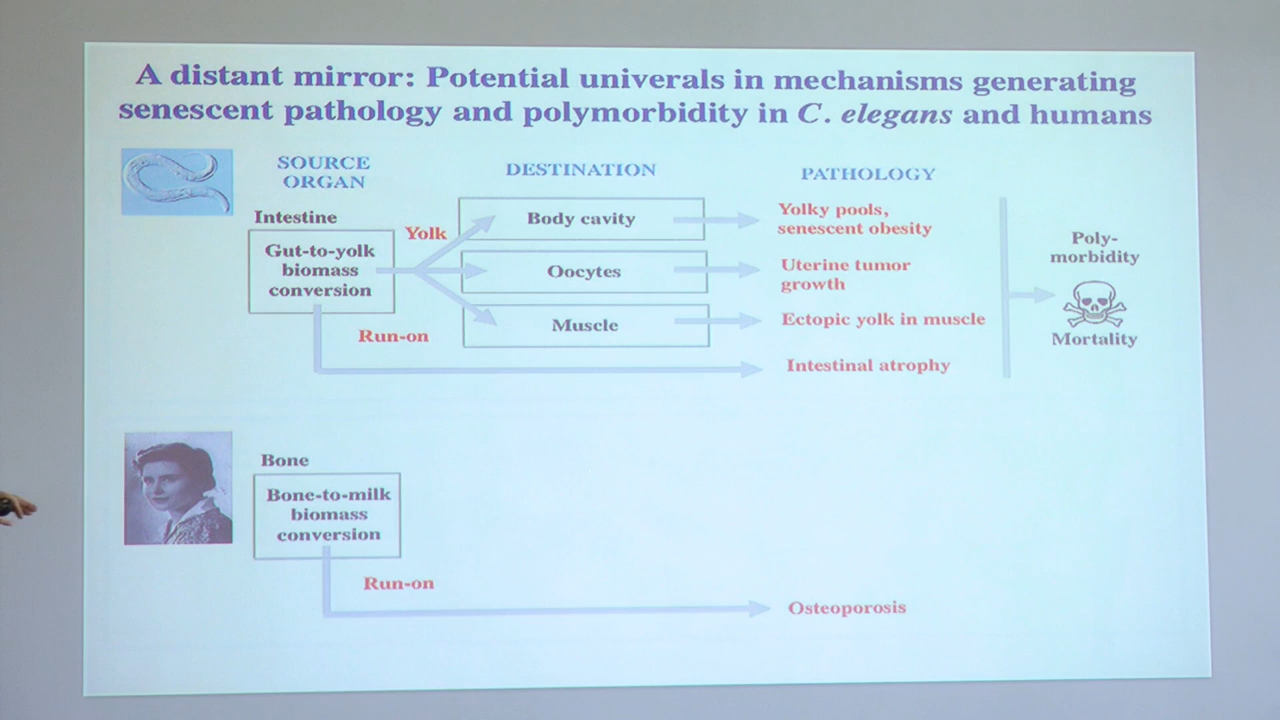 A distant mirror: Potential univerals in mechanisms generating
senescent pathology and polymorbidity in C. elegans and humans
SOURCE
ORGAN
DESTINATION
PATHOLOGY
Intestine
Gut-to-yolk
biomass
conversion
Yolk
Run-on
Body cavity
Oocytes
Muscle
Yolky pools,
senescent obesity
Uterine tumor
growth
Ectopic yolk in muscle
Intestinal atrophy
Poly-
morbidity
Mortality
Bone
Bone-to-milk
biomass
conversion
Run-on
Osteoporosis